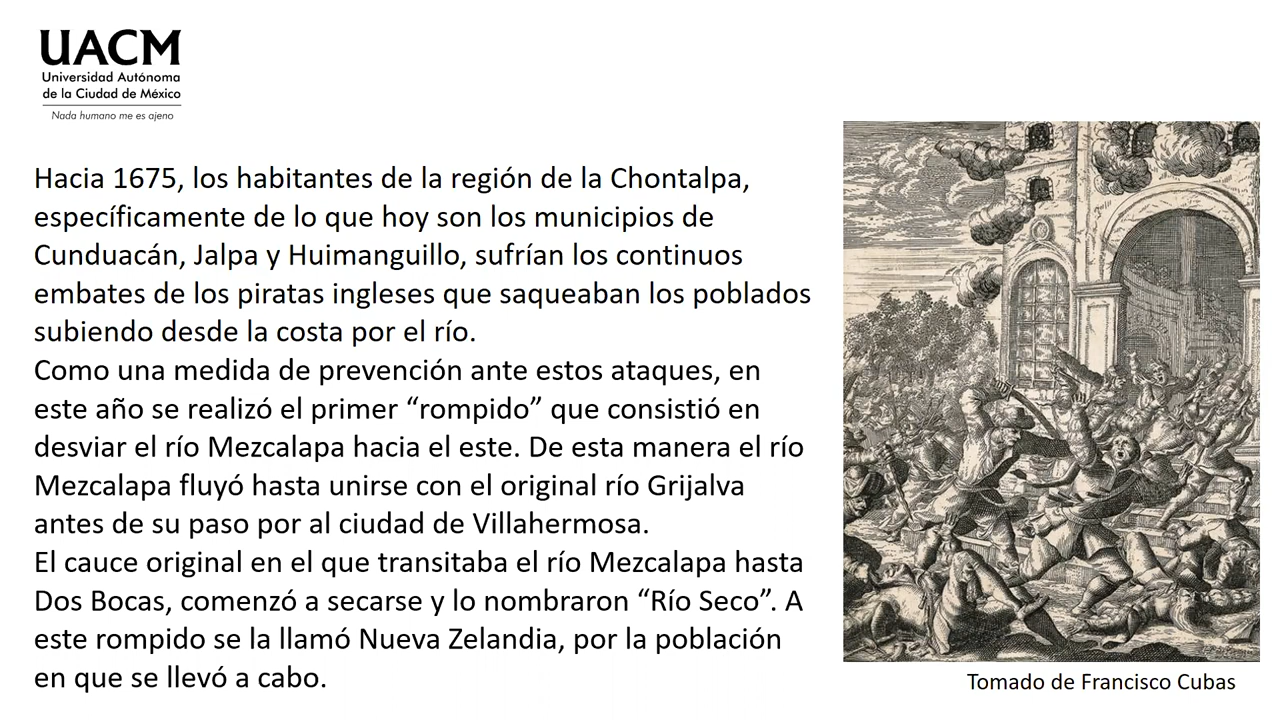 UACM
Universidad Autónoma
de la Ciudad de México
Nada humano me es ajeno
Hacia 1675, los habitantes de la región de la Chontalpa,
específicamente de lo que hoy son los municipios de
Cunduacán, Jalpa y Huimanguillo, sufrían los continuos
embates de los piratas ingleses que saqueaban los poblados
subiendo desde la costa por el río.
Como una medida de prevención ante estos ataques, en
este año se realizó el primer “rompido” que consistió en
desviar el río Mezcalapa hacia el este. De esta manera el río
Mezcalapa fluyó hasta unirse con el original río Grijalva
antes de su paso por al ciudad de Villahermosa.
El cauce original en el que transitaba el río Mezcalapa hasta
Dos Bocas, comenzó a secarse y lo nombraron “Río Seco”. A
este rompido se la llamó Nueva Zelandia, por la población
en que se llevó a cabo.
Tomado de Francisco Cubas